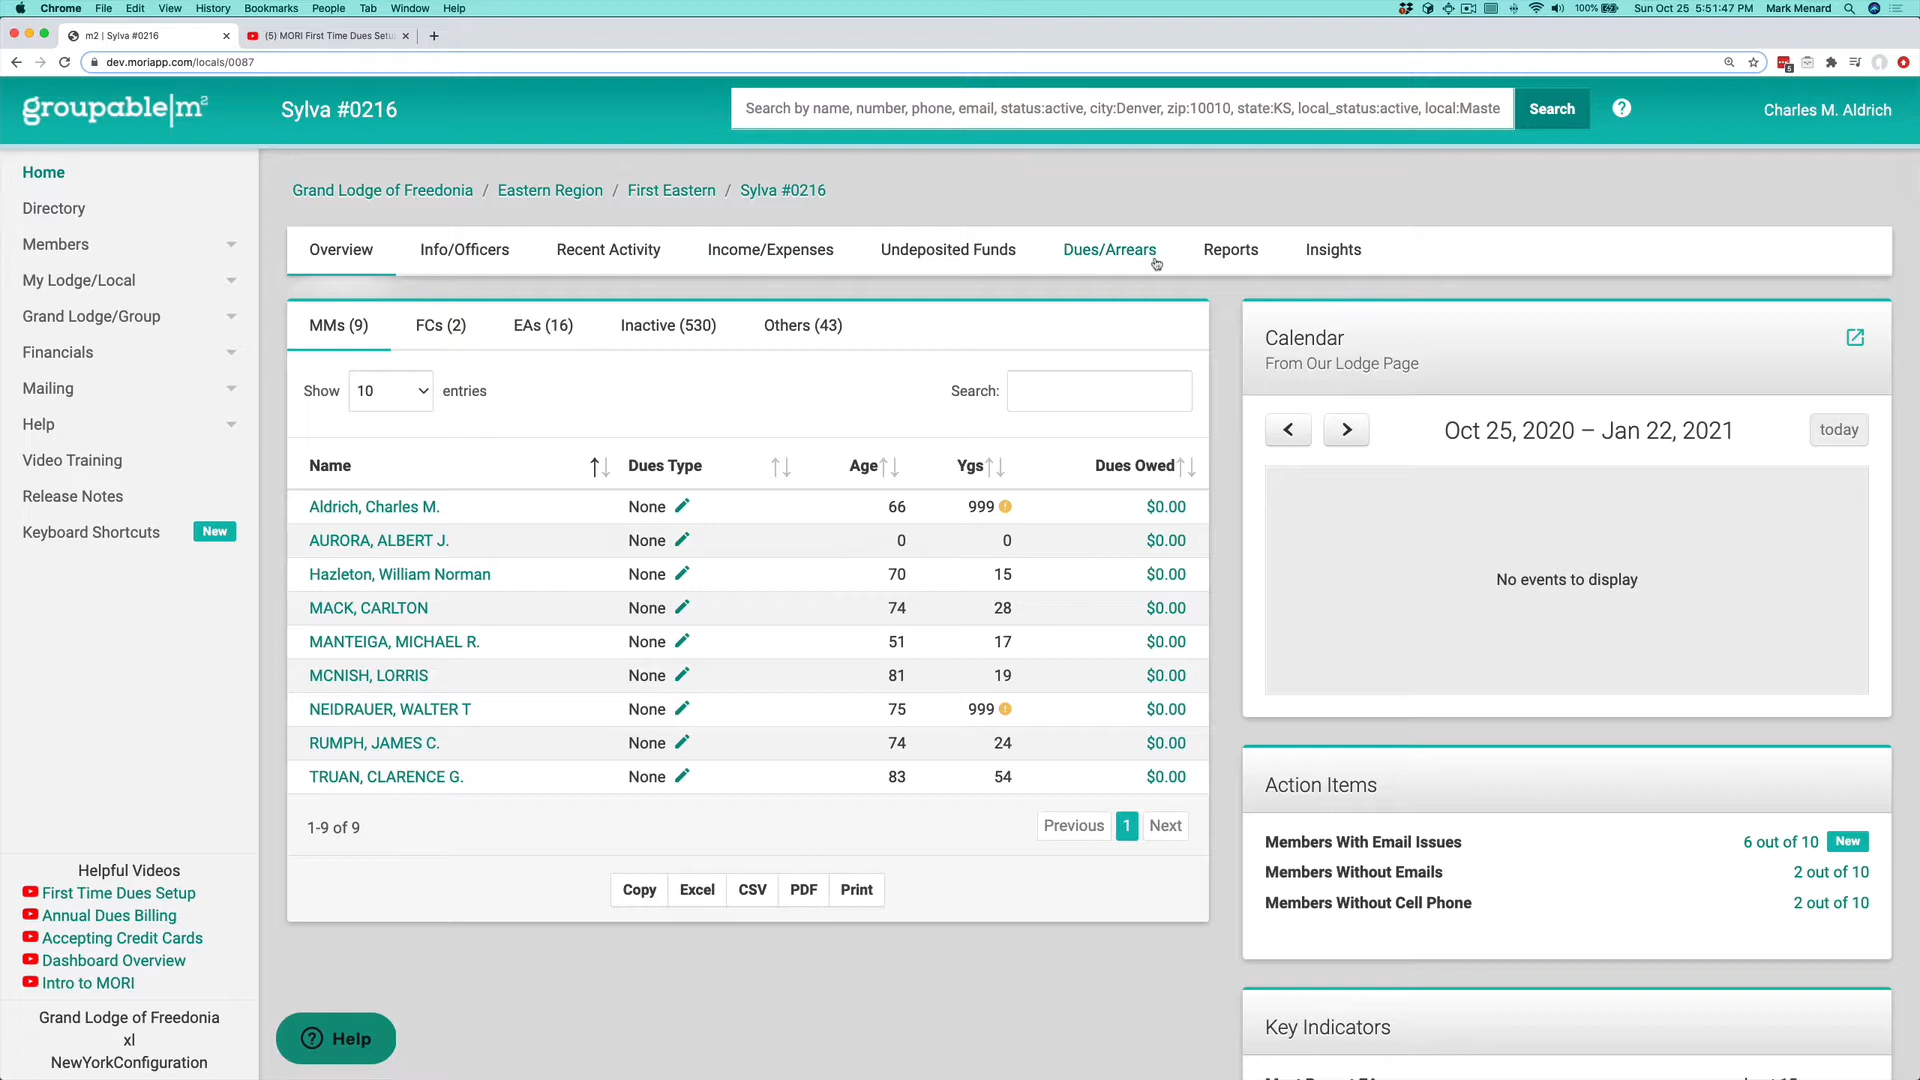 Chrome File Edit View History Bookmarks People Tab Window Help 100% Sun Oct 25 5:51:47 PM Mark Menard
m2 | Sylva #0216 (5) MORI First Time Dues Setu
dev.moriapp.com/locals/0087
groupable|m² Sylva #0216 Search by name, number, phone, email, status:active, city:Denver, zip:10010, state:KS, local_status:active, local:Maste Search Charles M. Aldrich
Home
Directory
Members
My Lodge/Local
Grand Lodge/Group
Financials
Mailing
Help
Video Training
Release Notes
Keyboard Shortcuts New
Helpful Videos
First Time Dues Setup
Annual Dues Billing
Accepting Credit Cards
Dashboard Overview
Intro to MORI
Grand Lodge of Freedonia
xl
NewYorkConfiguration
Grand Lodge of Freedonia / Eastern Region / First Eastern / Sylva #0216
Overview Info/Officers Recent Activity Income/Expenses Undeposited Funds Dues/Arrears Reports Insights
MMs (9) FCs (2) EAs (16) Inactive (530) Others (43)
Show 10 entries Search:
Name Dues Type Age Ygs Dues Owed
Aldrich, Charles M. None 66 999 $0.00
AURORA, ALBERT J. None 0 0 $0.00
Hazleton, William Norman None 70 15 $0.00
MACK, CARLTON None 74 28 $0.00
MANTEIGA, MICHAEL R. None 51 17 $0.00
MCNISH, LORRIS None 81 19 $0.00
NEIDRAUER, WALTER T None 75 999 $0.00
RUMPH, JAMES C. None 74 24 $0.00
TRUAN, CLARENCE G. None 83 54 $0.00
1-9 of 9 Previous 1 Next
Copy Excel CSV PDF Print
Help
Calendar
From Our Lodge Page
Oct 25, 2020 – Jan 22, 2021 today
No events to display
Action Items
Members With Email Issues 6 out of 10 New
Members Without Emails 2 out of 10
Members Without Cell Phone 2 out of 10
Key Indicators